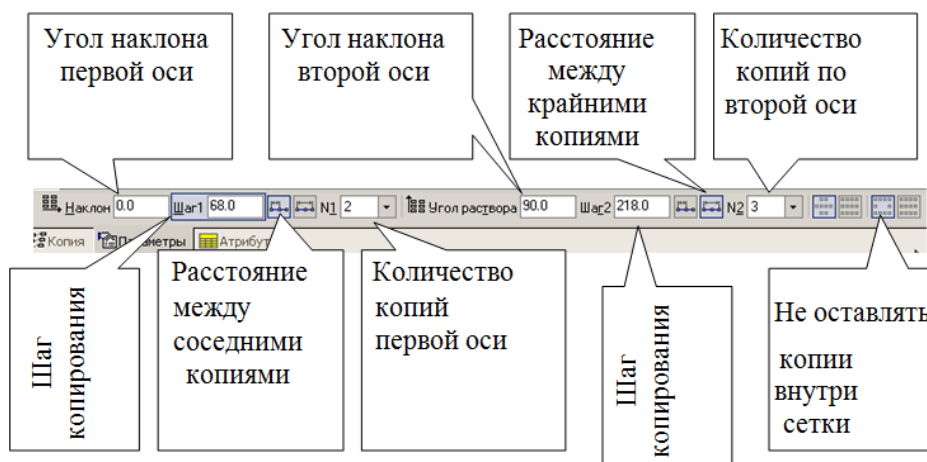 Угол наклона
первой оси
Угол наклона
второй оси
Расстояние
между
крайними
копиями
Количество
копий по
второй оси
Наклон 0.0 Шаг1 68.0 N1 2 Угол раствора 90.0 Шаг2 218.0 N2 3
Копия
Шаг
копирования
Расстояние
между
соседними
копиями
Количество
копий
первой оси
Шаг
копирования
Не оставлять
копии
внутри
сетки